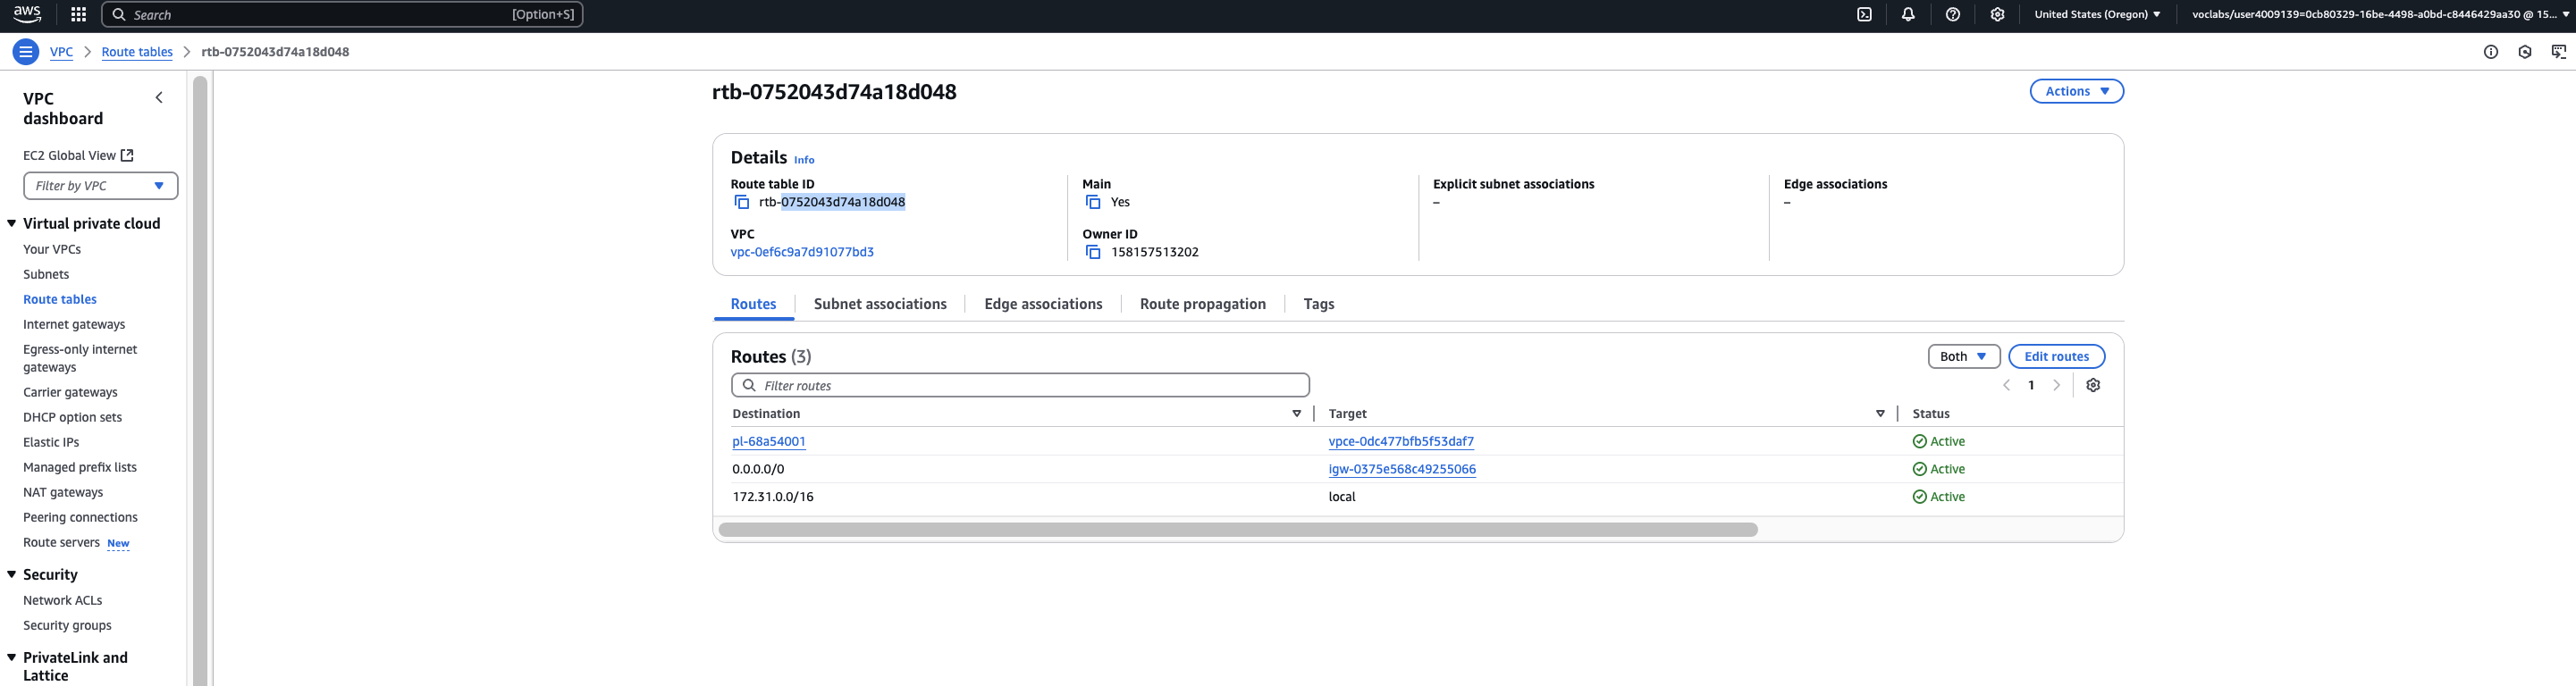 aws
Search [Option+S]
United States (Oregon)
voclabs/user4009139=0cb80329-16be-4498-a0bd-c8446429aa30 @ 15...
VPC
Route tables
rtb-0752043d74a18d048
VPC
dashboard
EC2 Global View
Filter by VPC
Virtual private cloud
Your VPCs
Subnets
Route tables
Internet gateways
Egress-only internet
gateways
Carrier gateways
DHCP option sets
Elastic IPs
Managed prefix lists
NAT gateways
Peering connections
Route servers New
Security
Network ACLs
Security groups
PrivateLink and
Lattice
rtb-0752043d74a18d048
Actions
Details Info
Route table ID
rtb-0752043d74a18d048
Main
Yes
Explicit subnet associations
–
Edge associations
–
VPC
vpc-0ef6c9a7d91077bd3
Owner ID
158157513202
Routes
Subnet associations
Edge associations
Route propagation
Tags
Routes (3)
Both
Edit routes
Filter routes
1
Destination Target Status
pl-68a54001 vpce-0dc477bfb5f53daf7 Active
0.0.0.0/0 igw-0375e568c49255066 Active
172.31.0.0/16 local Active